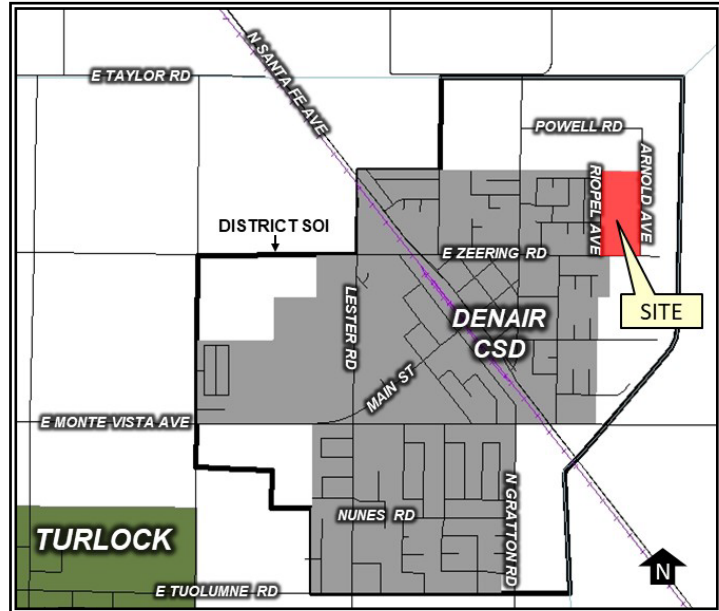 N SANTA FE AVE
E TAYLOR RD
POWELL RD
RIOPEL AVE
ARNOLD AVE
DISTRICT SOI
E ZEERING RD
LESTER RD
DENAIR
CSD
SITE
MAIN ST
E MONTE VISTA AVE
N GRATTON RD
NUNES RD
TURLOCK
E TUOLUMNE RD
N